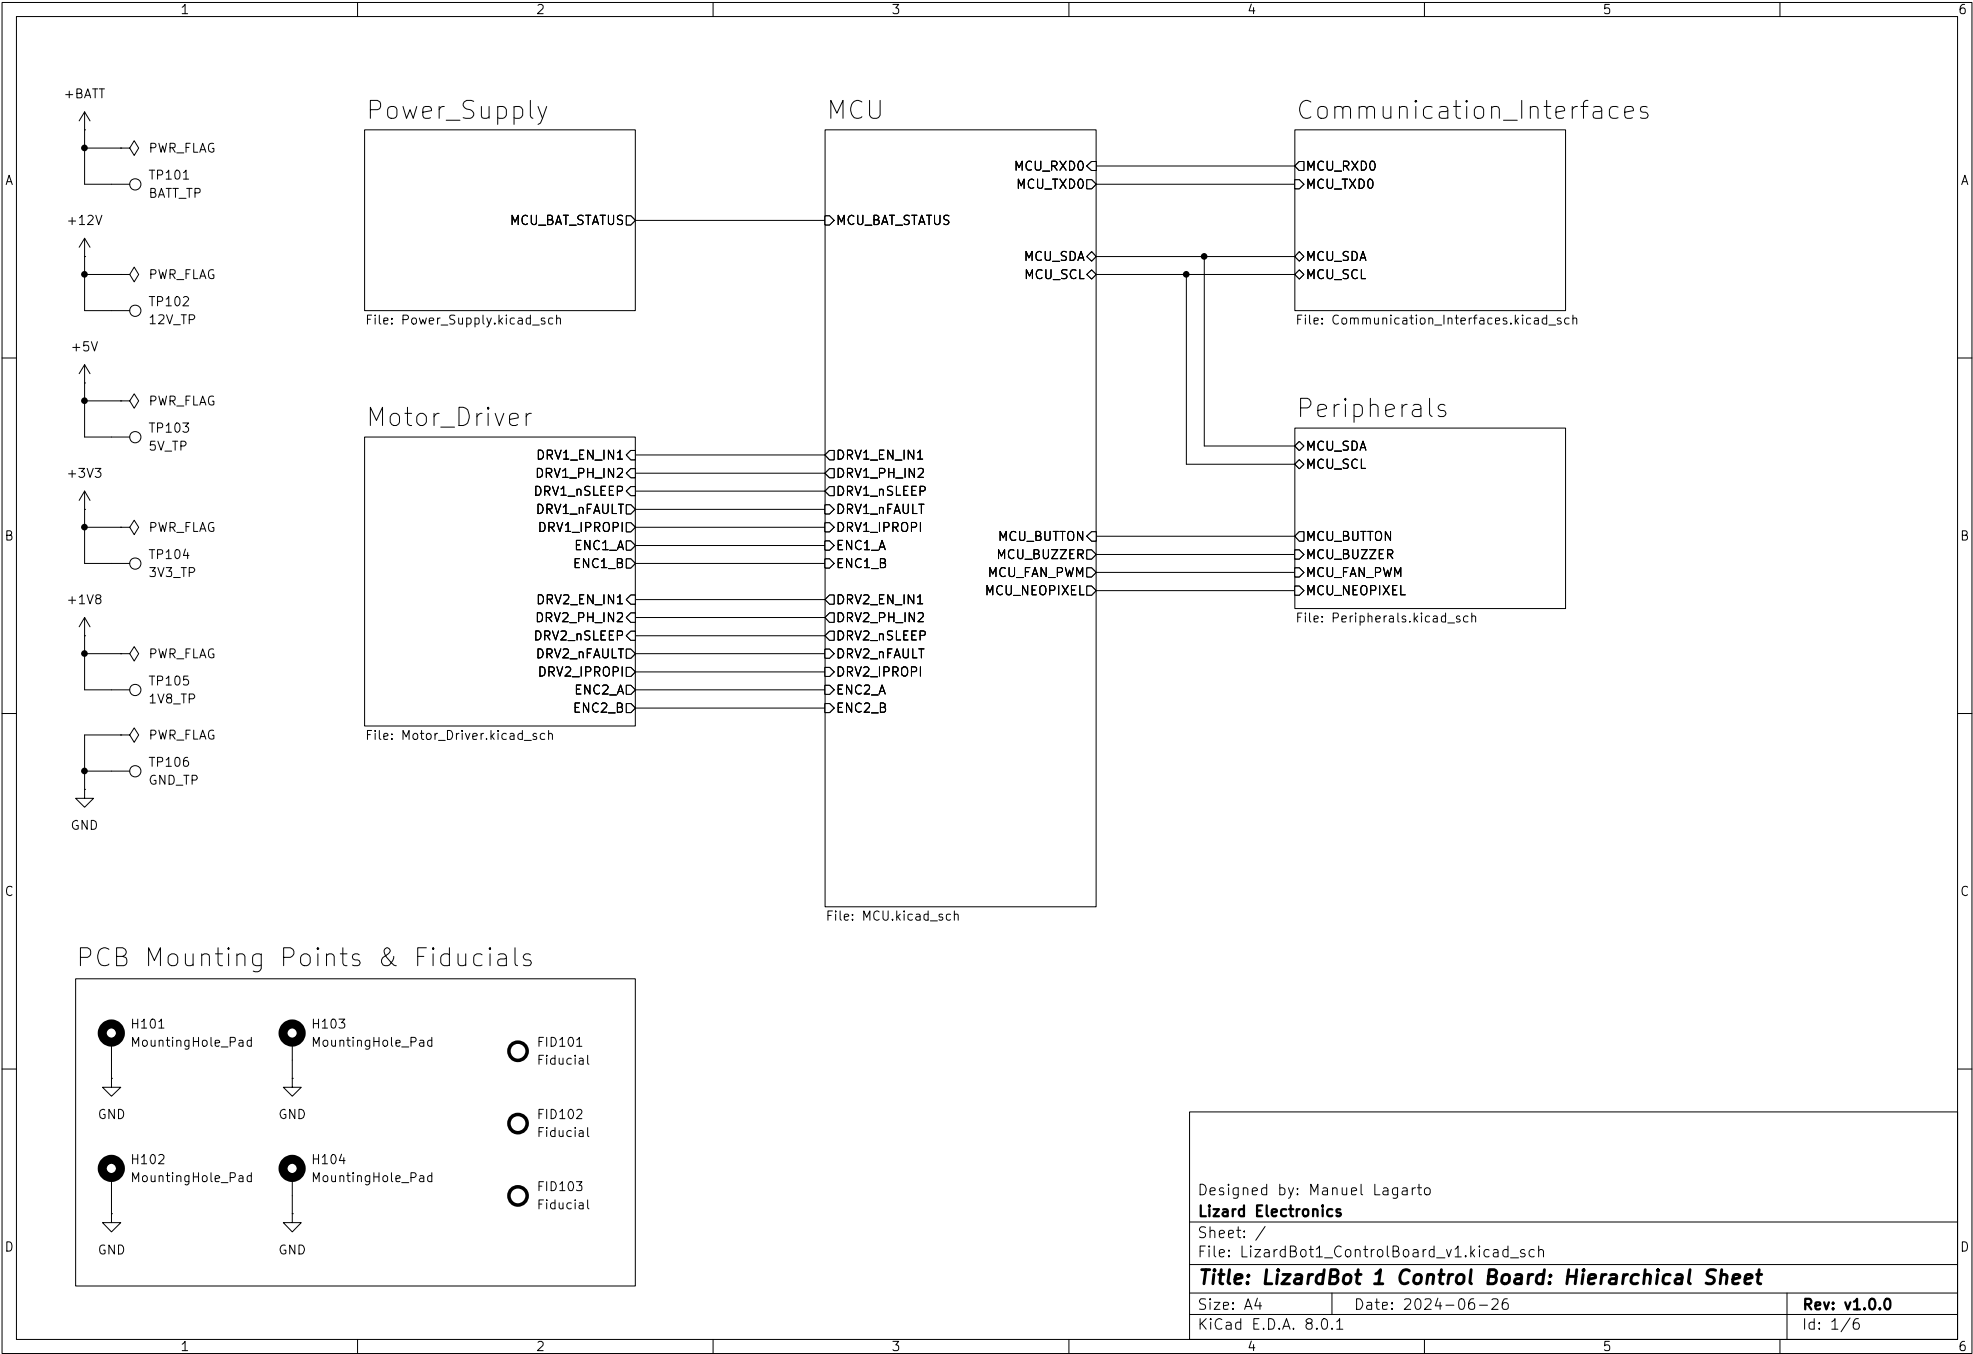 1 2 3 4 5 6
A
B
C
D
A
B
C
D
+BATT
PWR_FLAG
TP101
BATT_TP
+12V
PWR_FLAG
TP102
12V_TP
+5V
PWR_FLAG
TP103
5V_TP
+3V3
PWR_FLAG
TP104
3V3_TP
+1V8
PWR_FLAG
TP105
1V8_TP
PWR_FLAG
TP106
GND_TP
GND
Power_Supply
MCU_BAT_STATUS
File: Power_Supply.kicad_sch
Motor_Driver
DRV1_EN_IN1
DRV1_PH_IN2
DRV1_nSLEEP
DRV1_nFAULT
DRV1_IPROPI
ENC1_A
ENC1_B
DRV2_EN_IN1
DRV2_PH_IN2
DRV2_nSLEEP
DRV2_nFAULT
DRV2_IPROPI
ENC2_A
ENC2_B
File: Motor_Driver.kicad_sch
MCU
MCU_BAT_STATUS
DRV1_EN_IN1
DRV1_PH_IN2
DRV1_nSLEEP
DRV1_nFAULT
DRV1_IPROPI
ENC1_A
ENC1_B
DRV2_EN_IN1
DRV2_PH_IN2
DRV2_nSLEEP
DRV2_nFAULT
DRV2_IPROPI
ENC2_A
ENC2_B
MCU_RXD0
MCU_TXD0
MCU_SDA
MCU_SCL
MCU_BUTTON
MCU_BUZZER
MCU_FAN_PWM
MCU_NEOPIXEL
File: MCU.kicad_sch
Communication_Interfaces
MCU_RXD0
MCU_TXD0
MCU_SDA
MCU_SCL
File: Communication_Interfaces.kicad_sch
Peripherals
MCU_SDA
MCU_SCL
MCU_BUTTON
MCU_BUZZER
MCU_FAN_PWM
MCU_NEOPIXEL
File: Peripherals.kicad_sch
PCB Mounting Points & Fiducials
H101
MountingHole_Pad
GND
H103
MountingHole_Pad
GND
H102
MountingHole_Pad
GND
H104
MountingHole_Pad
GND
FID101
Fiducial
FID102
Fiducial
FID103
Fiducial
Designed by: Manuel Lagarto
Lizard Electronics
Sheet: /
File: LizardBot1_ControlBoard_v1.kicad_sch
Title: LizardBot 1 Control Board: Hierarchical Sheet
Size: A4 Date: 2024-06-26 Rev: v1.0.0
KiCad E.D.A. 8.0.1 Id: 1/6
1 2 3 4 5 6